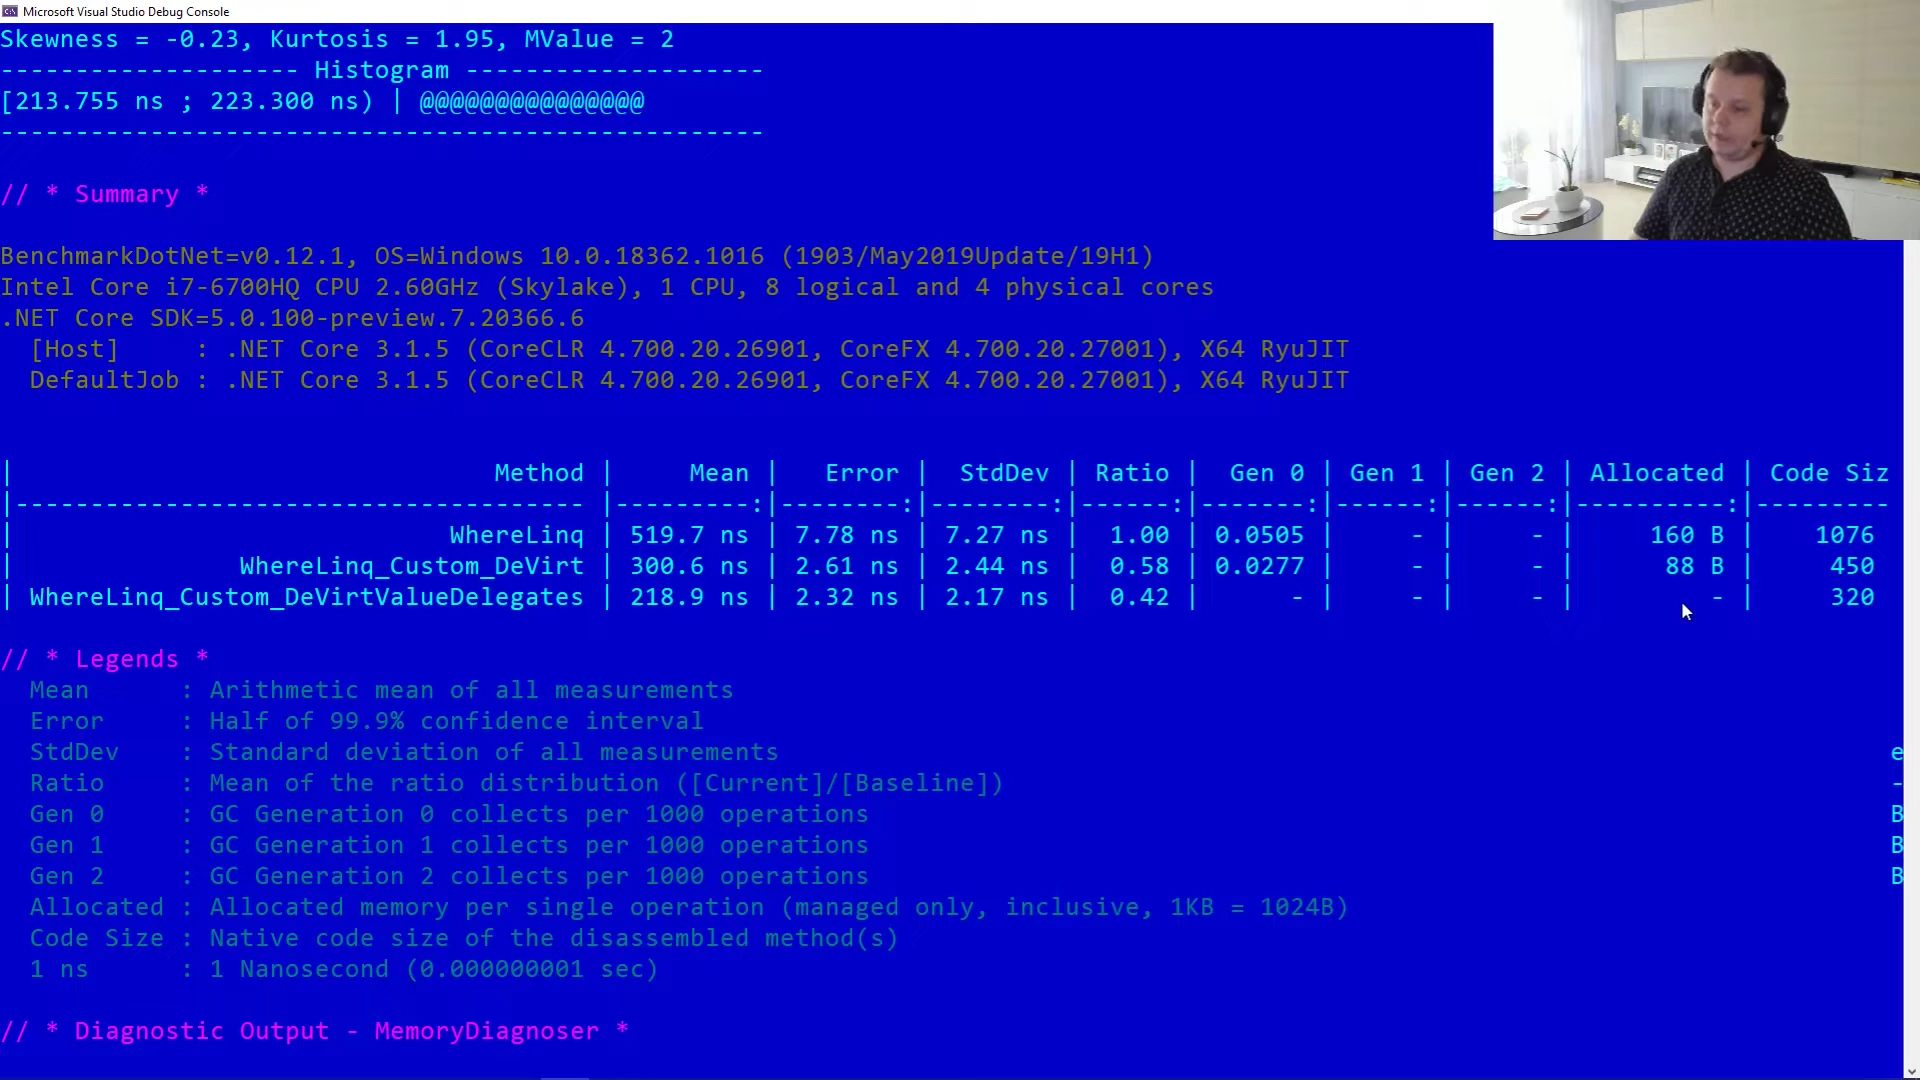 Microsoft Visual Studio Debug Console
Skewness = -0.23, Kurtosis = 1.95, MValue = 2
-------------------- Histogram --------------------
[213.755 ns ; 223.300 ns) | @@@@@@@@@@@@@@@
---------------------------------------------------
// * Summary *
BenchmarkDotNet=v0.12.1, OS=Windows 10.0.18362.1016 (1903/May2019Update/19H1)
Intel Core i7-6700HQ CPU 2.60GHz (Skylake), 1 CPU, 8 logical and 4 physical cores
.NET Core SDK=5.0.100-preview.7.20366.6
[Host]     : .NET Core 3.1.5 (CoreCLR 4.700.20.26901, CoreFX 4.700.20.27001), X64 RyuJIT
DefaultJob : .NET Core 3.1.5 (CoreCLR 4.700.20.26901, CoreFX 4.700.20.27001), X64 RyuJIT
| Method | Mean | Error | StdDev | Ratio | Gen 0 | Gen 1 | Gen 2 | Allocated | Code Siz
|-------------------------------------- |---------:|--------:|--------:|------:|-------:|------:|------:|----------:|---------
| WhereLinq | 519.7 ns | 7.78 ns | 7.27 ns | 1.00 | 0.0505 | - | - | 160 B | 1076
| WhereLinq_Custom_DeVirt | 300.6 ns | 2.61 ns | 2.44 ns | 0.58 | 0.0277 | - | - | 88 B | 450
| WhereLinq_Custom_DeVirtValueDelegates | 218.9 ns | 2.32 ns | 2.17 ns | 0.42 | - | - | - | - | 320
// * Legends *
Mean      : Arithmetic mean of all measurements
Error     : Half of 99.9% confidence interval
StdDev    : Standard deviation of all measurements
e
Ratio     : Mean of the ratio distribution ([Current]/[Baseline])
-
Gen 0     : GC Generation 0 collects per 1000 operations
B
Gen 1     : GC Generation 1 collects per 1000 operations
B
Gen 2     : GC Generation 2 collects per 1000 operations
B
Allocated : Allocated memory per single operation (managed only, inclusive, 1KB = 1024B)
Code Size : Native code size of the disassembled method(s)
1 ns      : 1 Nanosecond (0.000000001 sec)
// * Diagnostic Output - MemoryDiagnoser *